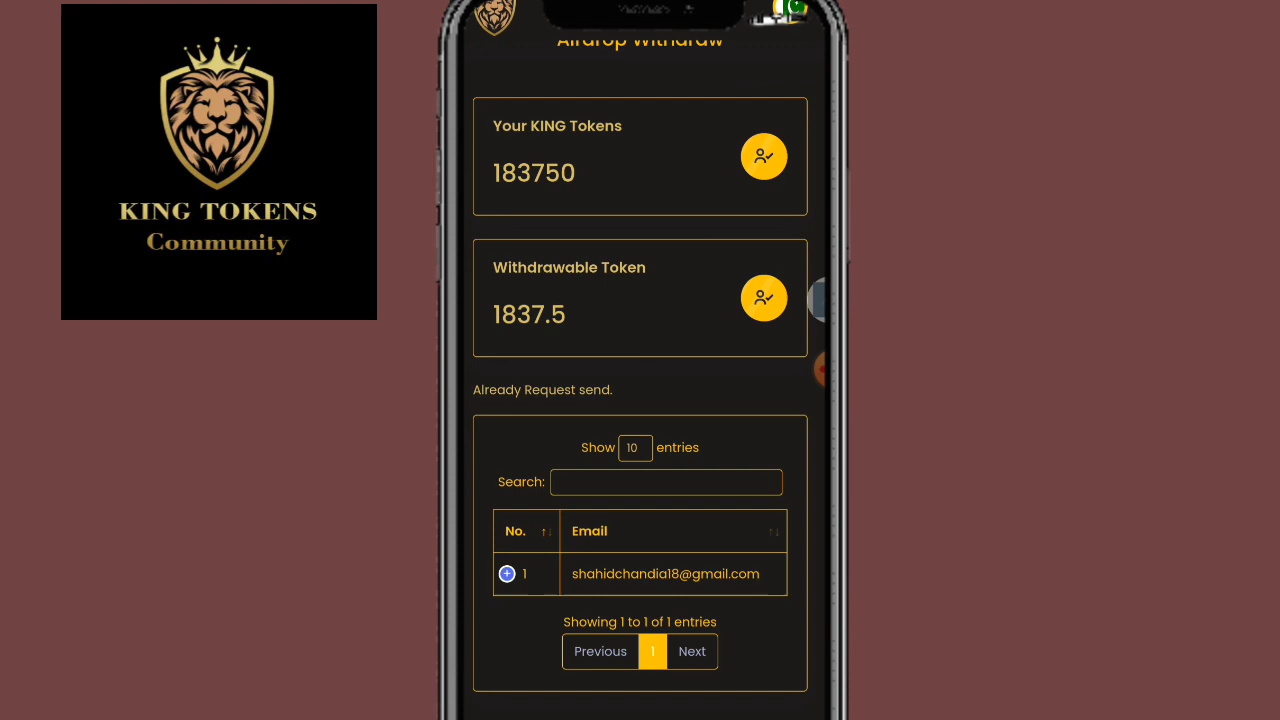 KING TOKENS
Community
Airdrop Withdraw
Your KING Tokens
183750
Withdrawable Token
1837.5
Already Request send.
Show 10 entries
Search:
No. Email
1 shahidchandia18@gmail.com
Showing 1 to 1 of 1 entries
Previous 1 Next